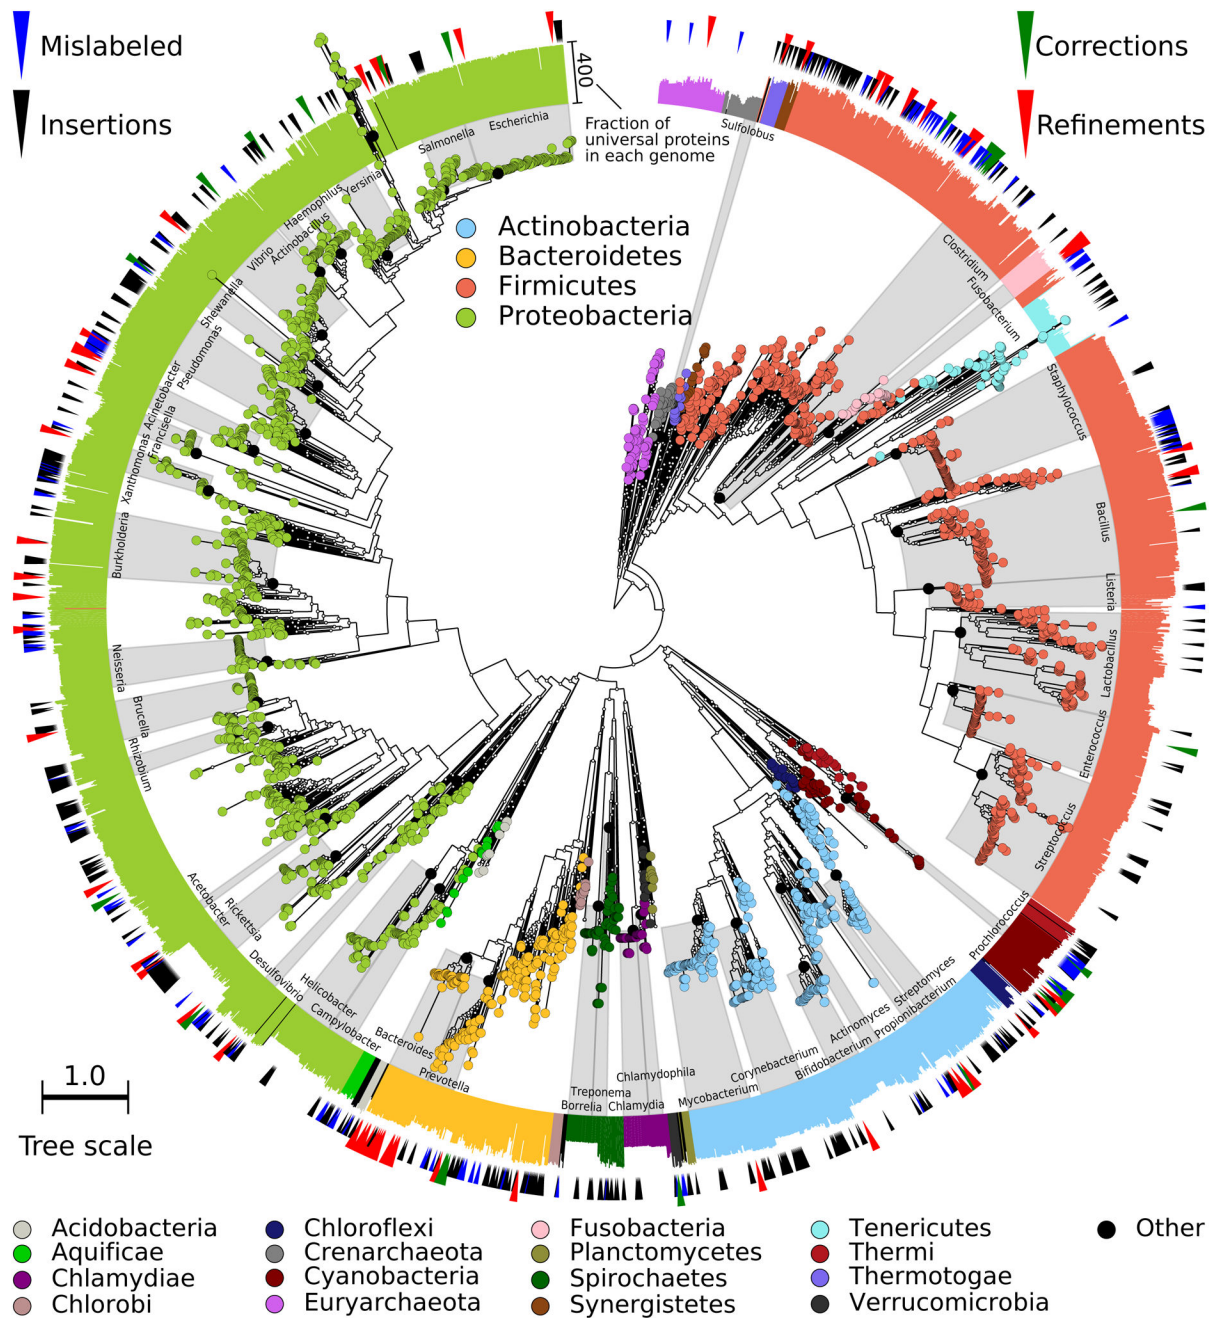 Mislabeled
Insertions
Corrections
Refinements
400
Fraction of
universal proteins
in each genome
Actinobacteria
Bacteroidetes
Firmicutes
Proteobacteria
Escherichia
Salmonella
Yersinia
Haemophilus
Actinobacillus
Vibrio
Shewanella
Pseudomonas
Acinetobacter
Francisella
Xanthomonas
Burkholderia
Neisseria
Brucella
Rhizobium
Acetobacter
Rickettsia
Desulfovibrio
Helicobacter
Campylobacter
Bacteroides
Prevotella
Borrelia
Treponema
Chlamydia
Chlamydophila
Mycobacterium
Corynebacterium
Bifidobacterium
Actinomyces
Propionibacterium
Streptomyces
Prochlorococcus
Streptococcus
Enterococcus
Lactobacillus
Listeria
Bacillus
Staphylococcus
Fusobacterium
Clostridium
Sulfolobus
1.0
Tree scale
Acidobacteria
Aquificae
Chlamydiae
Chlorobi
Chloroflexi
Crenarchaeota
Cyanobacteria
Euryarchaeota
Fusobacteria
Planctomycetes
Spirochaetes
Synergistetes
Tenericutes
Thermi
Thermotogae
Verrucomicrobia
Other